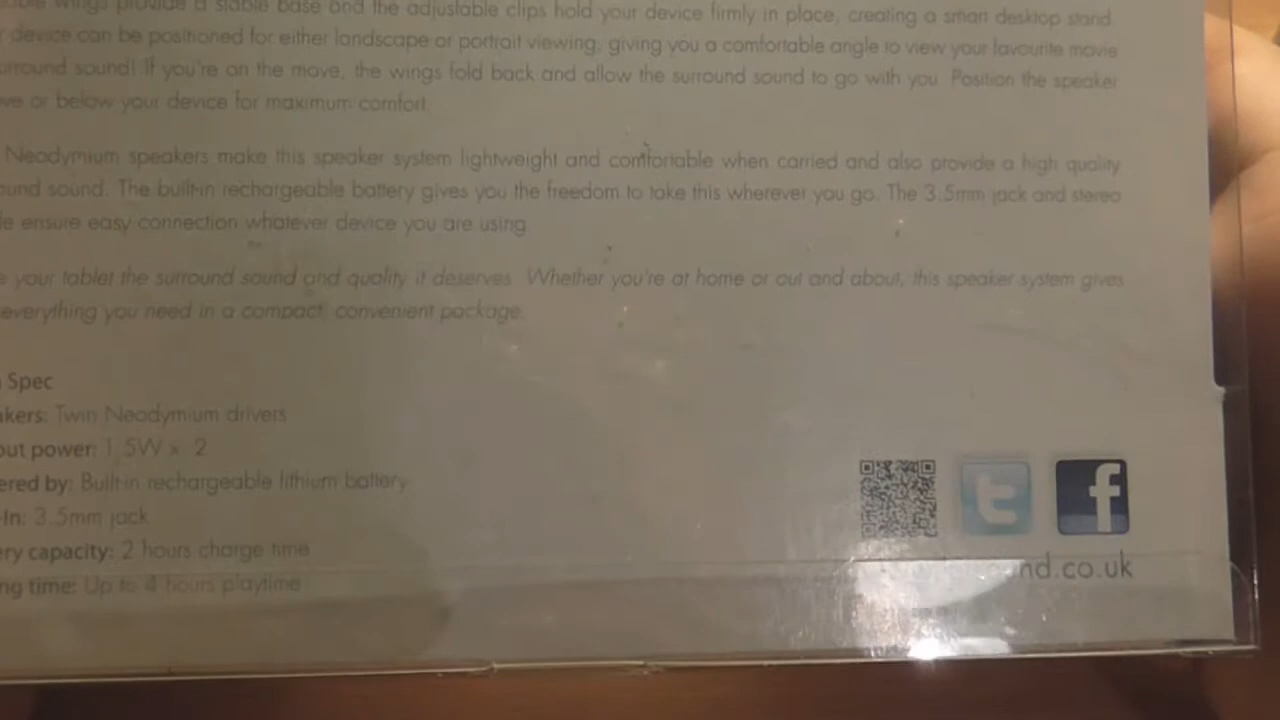 wings provide a stable base and the adjustable clips hold your device firmly in place, creating a smart desktop stand.
device can be positioned for either landscape or portrait viewing, giving you a comfortable angle to view your favourite movie
surround sound! If you're on the move, the wings fold back and allow the surround sound to go with you. Position the speaker
or below your device for maximum comfort.
Neodymium speakers make this speaker system lightweight and comfortable when carried and also provide a high quality
sound. The built-in rechargeable battery gives you the freedom to take this wherever you go. The 3.5mm jack and stereo
ensure easy connection whatever device you are using.
your tablet the surround sound and quality it deserves. Whether you're at home or out and about, this speaker system gives
everything you need in a compact, convenient package.
Spec
Twin Neodymium drivers
power: 1.5W x 2
by: Built-in rechargeable lithium battery
In: 3.5mm jack
capacity: 2 hours charge time
time: Up to 4 hours playtime
t f
nd.co.uk